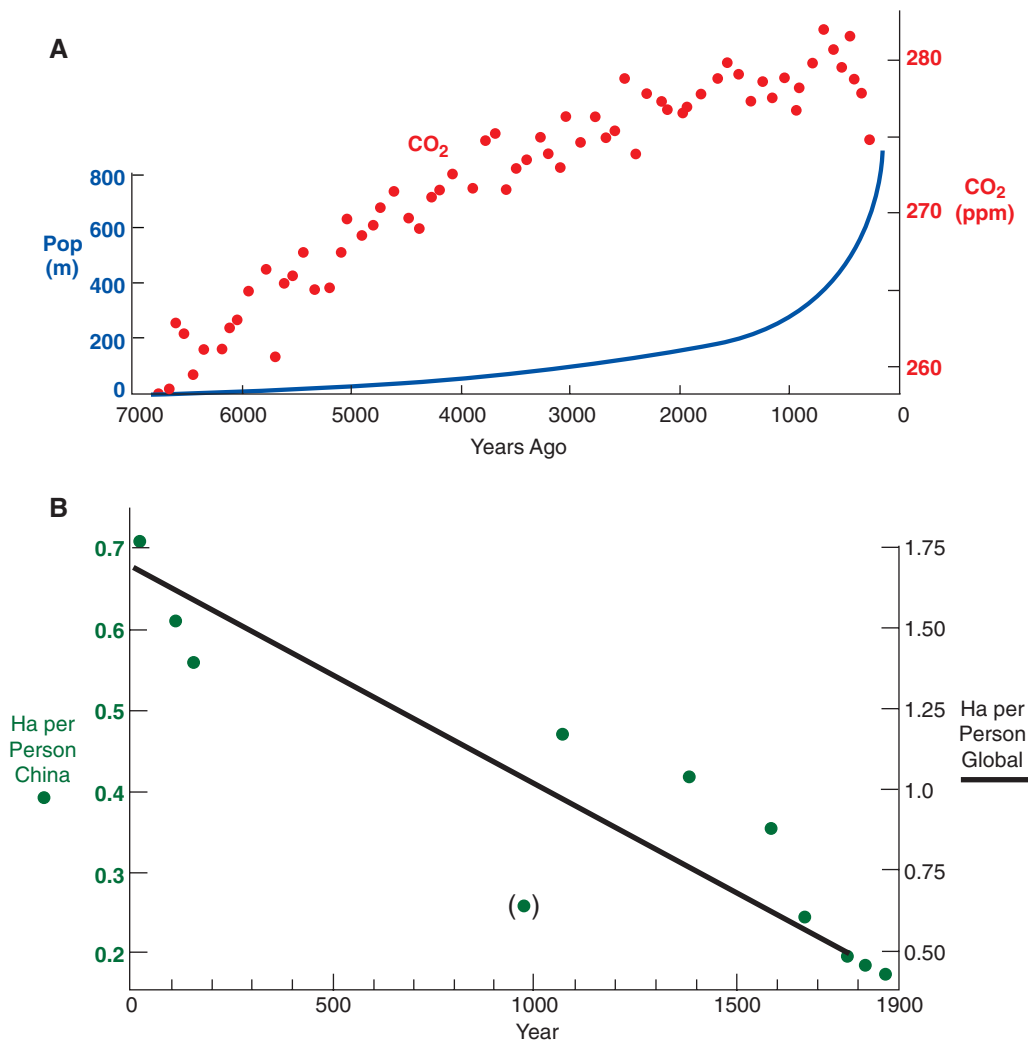 A
CO2
280
270
260
CO2
(ppm)
800
600
400
200
0
Pop
(m)
7000 6000 5000 4000 3000 2000 1000 0
Years Ago
B
0.7
0.6
0.5
0.4
0.3
0.2
Ha per
Person
China
( )
1.75
1.50
1.25
1.0
0.75
0.50
Ha per
Person
Global
0 500 1000 1500 1900
Year